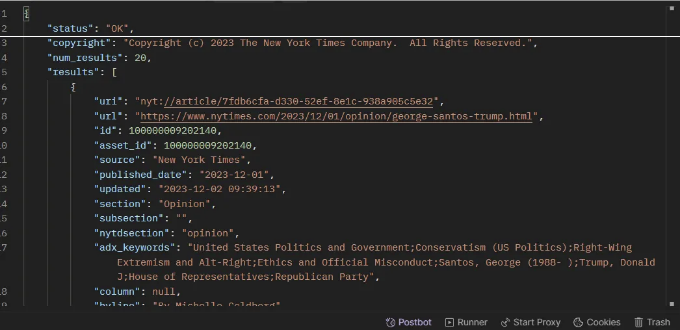 1 {
2 "status": "OK",
3 "copyright": "Copyright (c) 2023 The New York Times Company.  All Rights Reserved.",
4 "num_results": 20,
5 "results": [
6 {
7 "uri": "nyt://article/7fdb6cfa-d330-52ef-8e1c-938a905c5e32",
8 "url": "https://www.nytimes.com/2023/12/01/opinion/george-santos-trump.html",
9 "id": 100000009202140,
10 "asset_id": 100000009202140,
11 "source": "New York Times",
12 "published_date": "2023-12-01",
13 "updated": "2023-12-02 09:39:13",
14 "section": "Opinion",
15 "subsection": "",
16 "nytdsection": "opinion",
17 "adx_keywords": "United States Politics and Government;Conservatism (US Politics);Right-Wing
Extremism and Alt-Right;Ethics and Official Misconduct;Santos, George (1988- );Trump, Donald
J;House of Representatives;Republican Party",
18 "column": null,
19 "byline": "By Michelle Goldberg"
Postbot Runner Start Proxy Cookies Trash